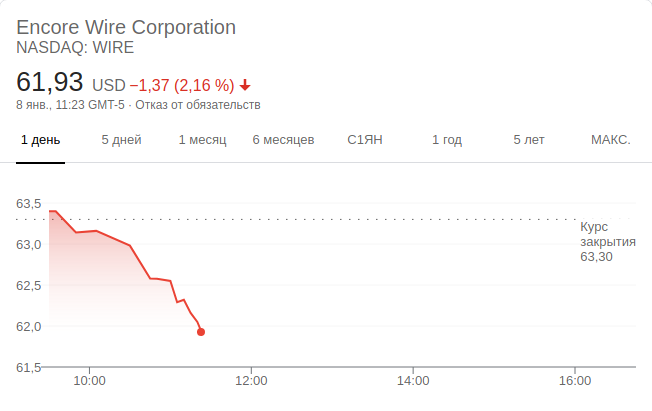 Encore Wire Corporation
NASDAQ: WIRE
61,93 USD −1,37 (2,16 %)
8 янв., 11:23 GMT-5 · Отказ от обязательств
1 день 5 дней 1 месяц 6 месяцев С1ЯН 1 год 5 лет МАКС.
63,5
63,0
62,5
62,0
61,5
Курс
закрытия
63,30
10:00 12:00 14:00 16:00